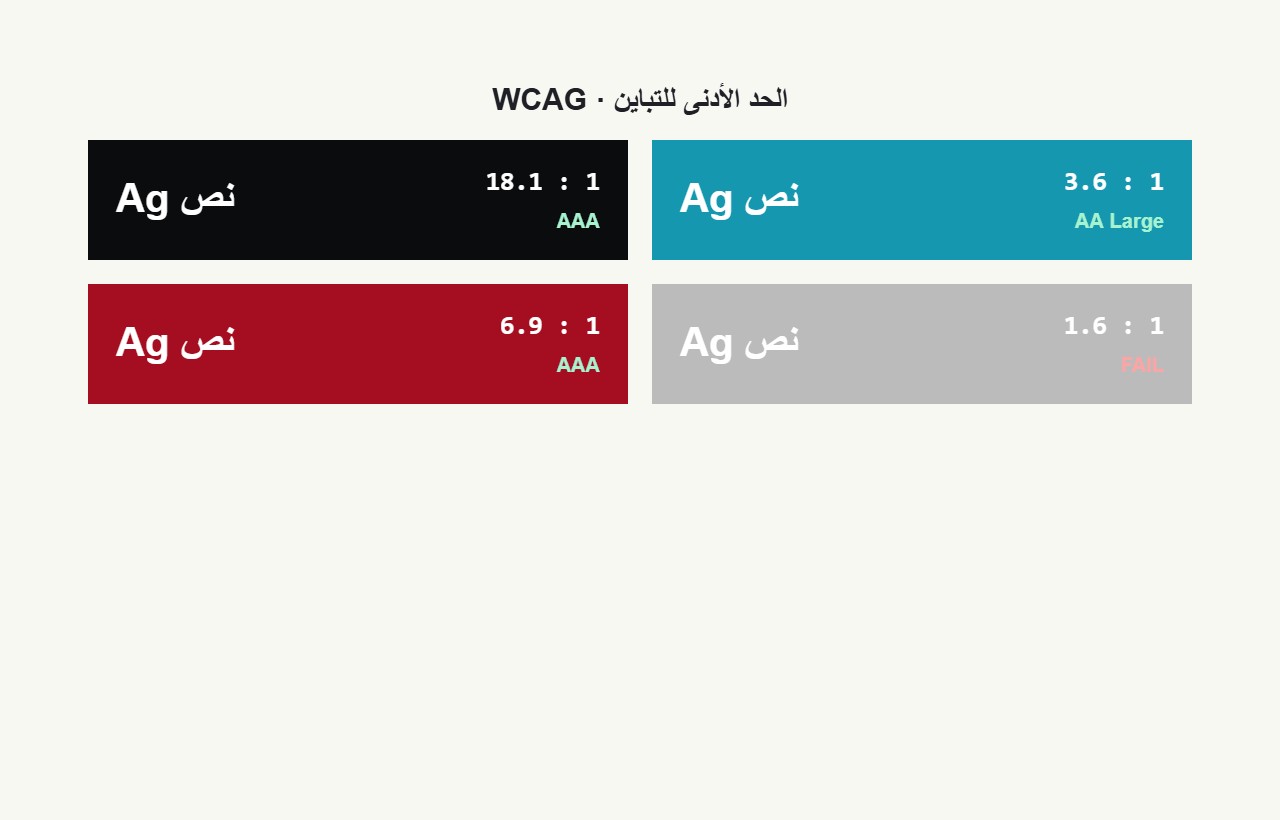 الحد الأدنى للتباين · WCAG
Ag نص
18.1 : 1
AAA
Ag نص
3.6 : 1
AA Large
Ag نص
6.9 : 1
AAA
Ag نص
1.6 : 1
FAIL